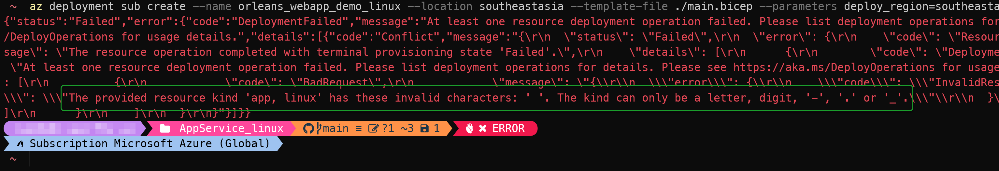 ~ az deployment sub create --name orleans_webapp_demo_linux --location southeastasia --template-file ./main.bicep --parameters deploy_region=southeasta
{"status":"Failed","error":{"code":"DeploymentFailed","message":"At least one resource deployment operation failed. Please list deployment operations for
/DeployOperations for usage details.","details":[{"code":"Conflict","message":"{\r\n  \"status\": \"Failed\",\r\n  \"error\": {\r\n    \"code\": \"Resour
sage\": \"The resource operation completed with terminal provisioning state 'Failed'.\",\r\n    \"details\": [\r\n      {\r\n        \"code\": \"Deployme
 \"At least one resource deployment operation failed. Please list deployment operations for details. Please see https://aka.ms/DeployOperations for usage
: [\r\n          {\r\n            \"code\": \"BadRequest\",\r\n            \"message\": \"{\\r\\n  \\\"error\\\": {\\r\\n    \\\"code\\\": \\\"InvalidRes
\\\": \\\"The provided resource kind 'app, linux' has these invalid characters: ' '. The kind can only be a letter, digit, '-', '.' or '_'.\\\"\\r\\n  }\
]\r\n      }\r\n    ]\r\n  }\r\n}"}]}}
AppService_linux main ≡ ?1 ~3 1 ERROR
Subscription Microsoft Azure (Global)
~